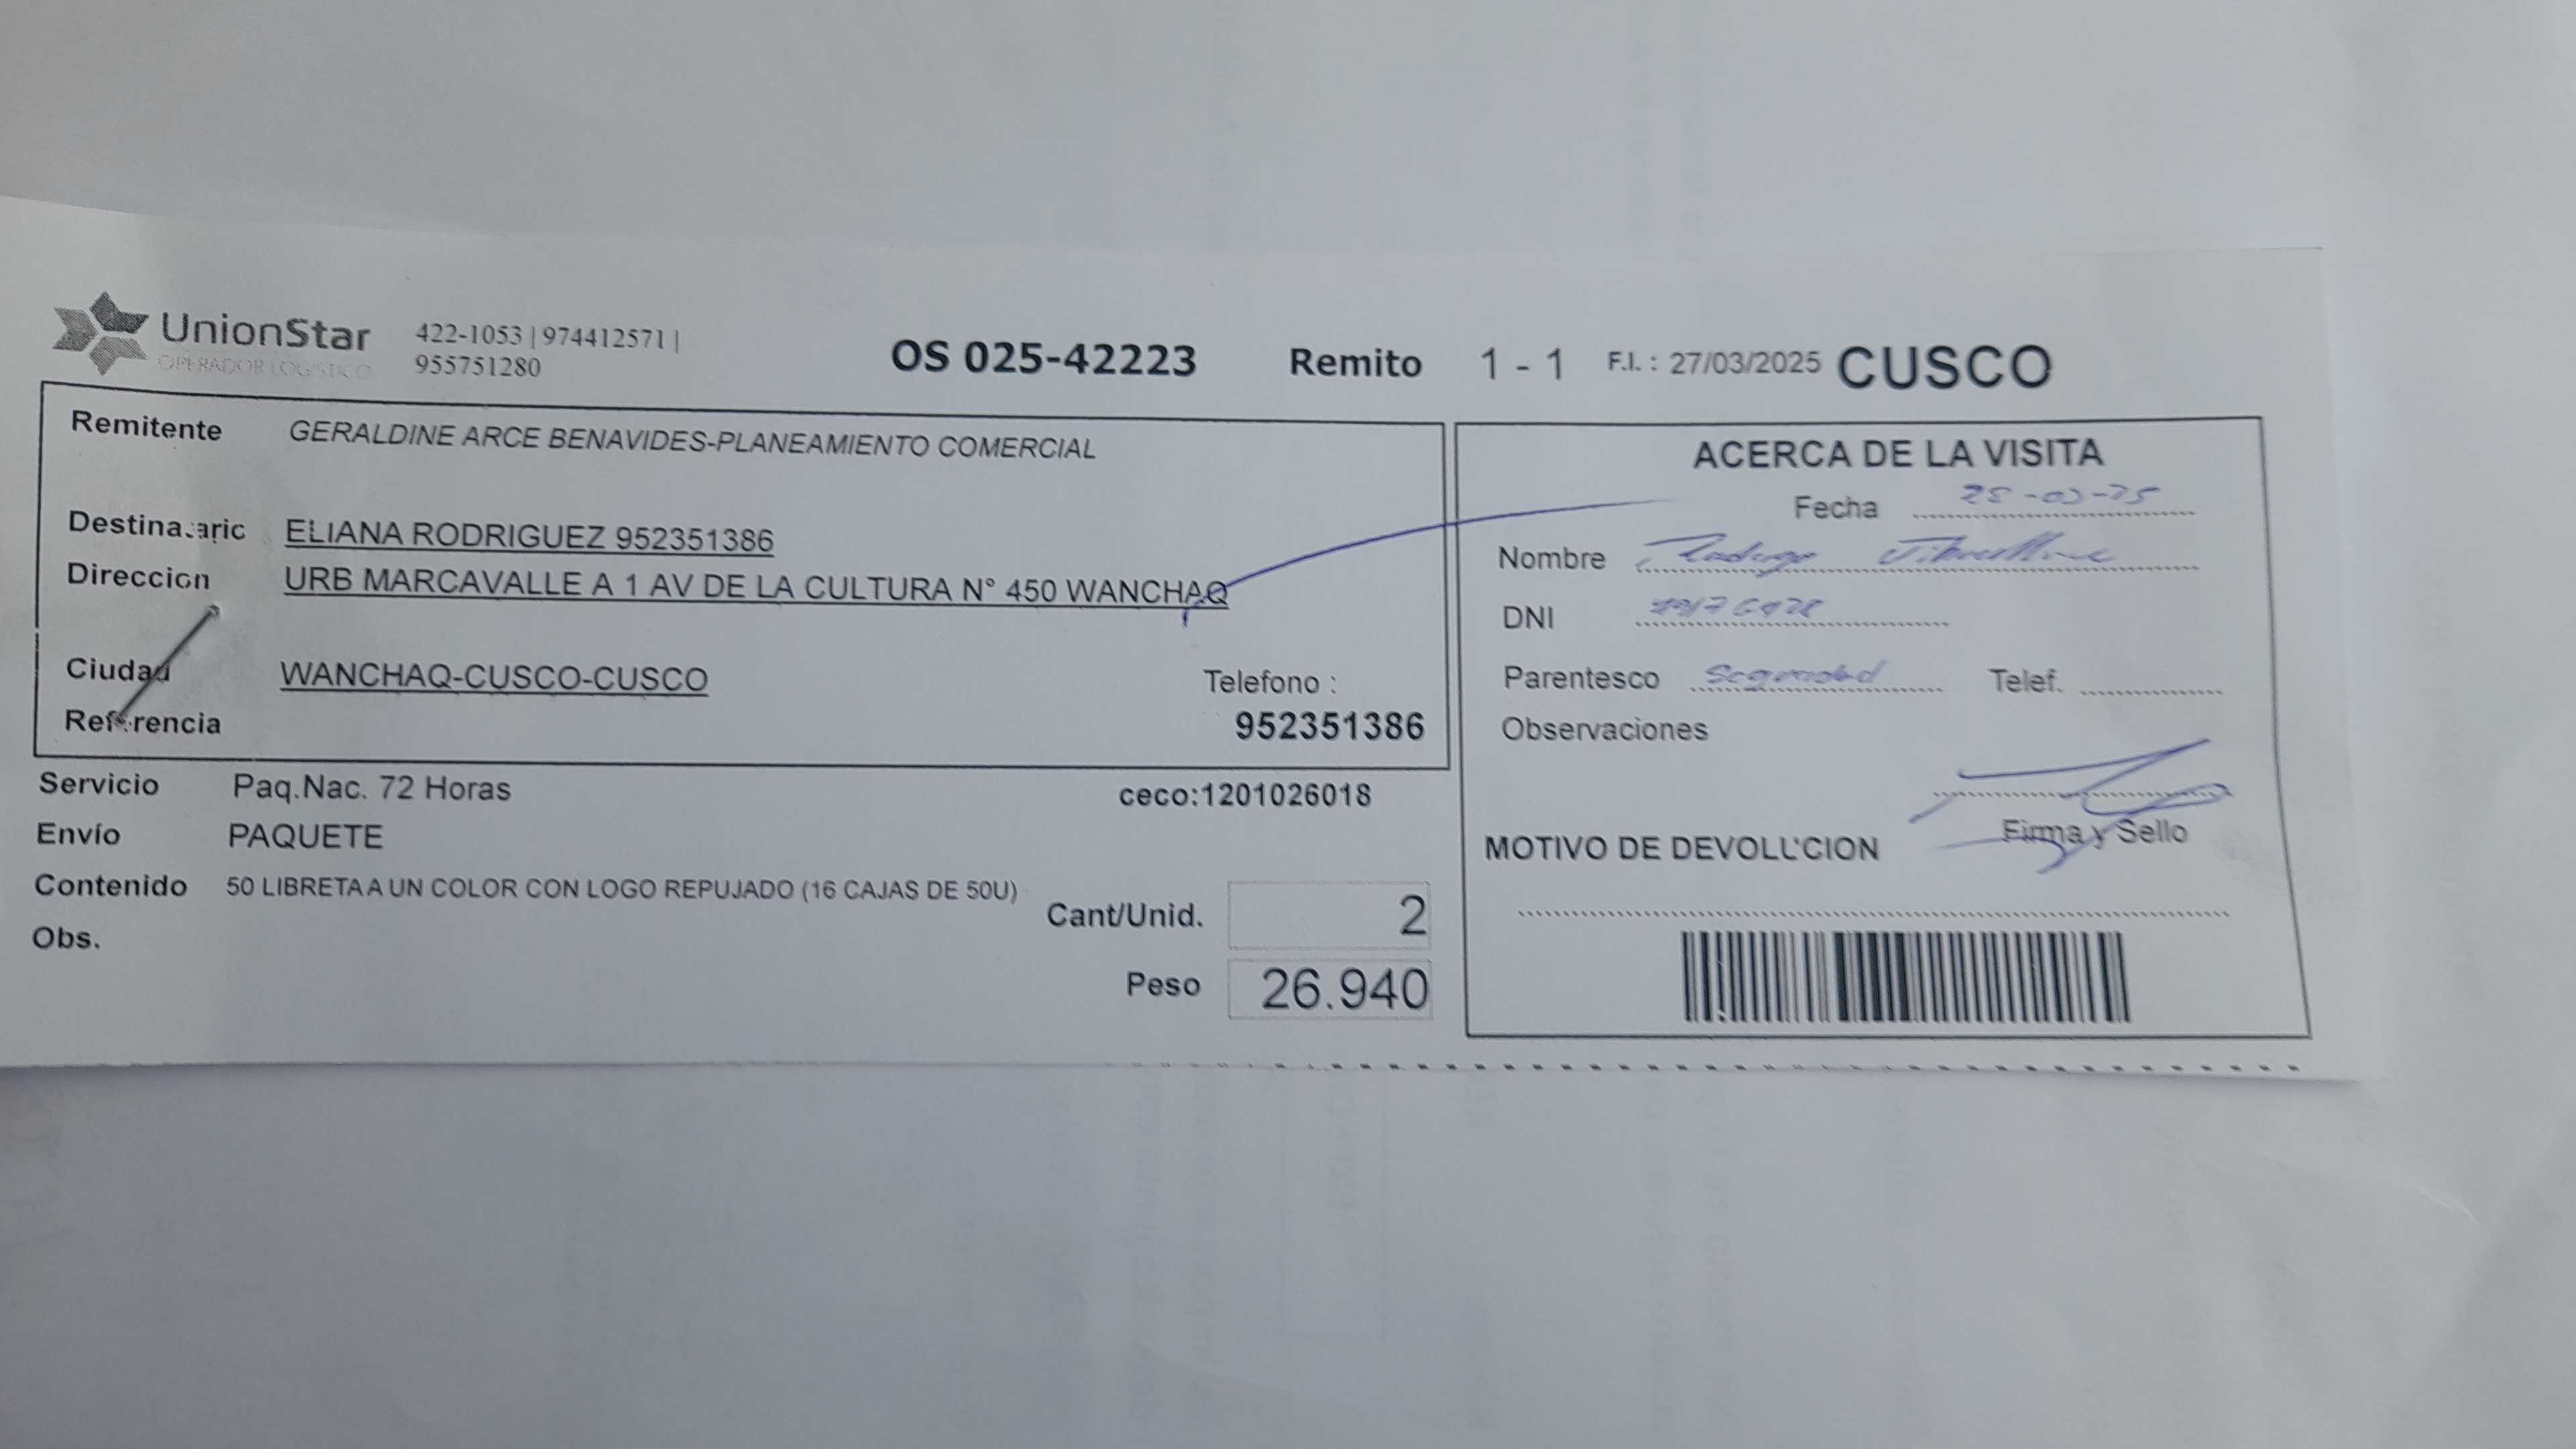 UnionStar
OPERADOR LOGISTICO
422-1053 | 974412571 |
955751280
OS 025-42223
Remito 1 - 1
F.I. : 27/03/2025
CUSCO
Remitente GERALDINE ARCE BENAVIDES-PLANEAMIENTO COMERCIAL
Destinatario ELIANA RODRIGUEZ 952351386
Direccion URB MARCAVALLE A 1 AV DE LA CULTURA N° 450 WANCHAQ
Ciudad WANCHAQ-CUSCO-CUSCO
Telefono :
Referencia
952351386
Servicio Paq.Nac. 72 Horas
ceco:1201026018
Envío PAQUETE
Contenido 50 LIBRETA A UN COLOR CON LOGO REPUJADO (16 CAJAS DE 50U)
Cant/Unid. 2
Obs.
Peso 26.940
ACERCA DE LA VISITA
Fecha
Nombre
DNI
Parentesco Seguridad Telef.
Observaciones
Firma y Sello
MOTIVO DE DEVOLUCION